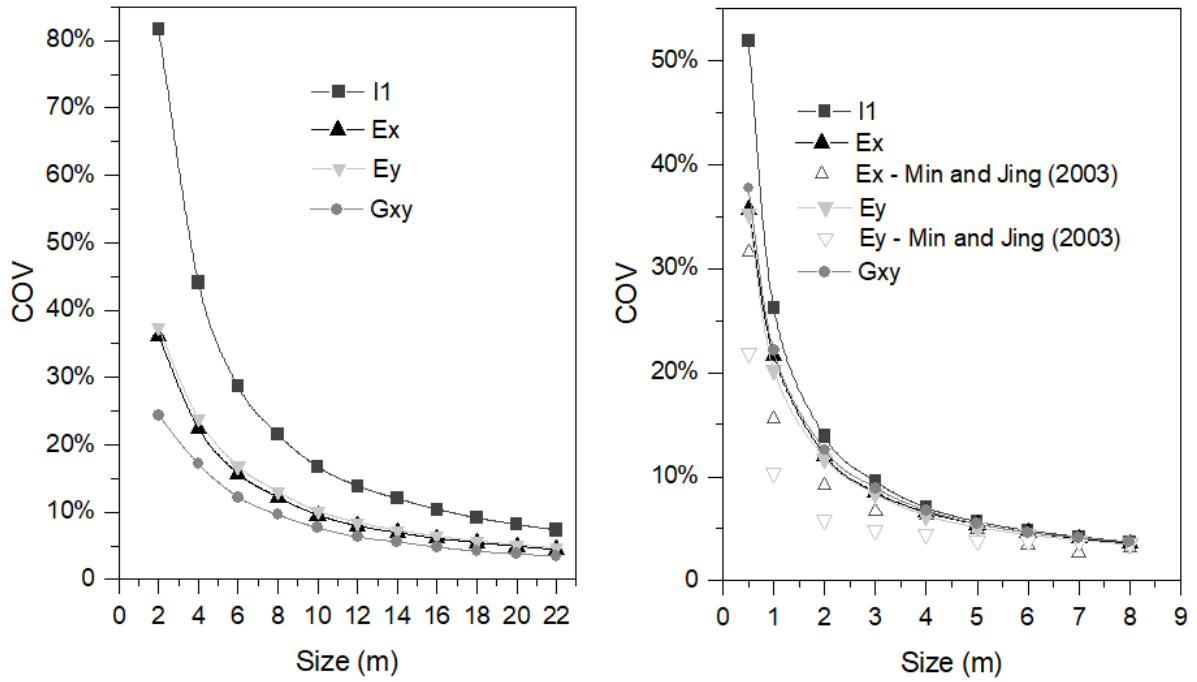 80%
70%
60%
50%
40%
30%
20%
10%
0
COV
I1
Ex
Ey
Gxy
0 2 4 6 8 10 12 14 16 18 20 22
Size (m)
50%
40%
30%
20%
10%
0
COV
I1
Ex
Ex - Min and Jing (2003)
Ey
Ey - Min and Jing (2003)
Gxy
0 1 2 3 4 5 6 7 8 9
Size (m)